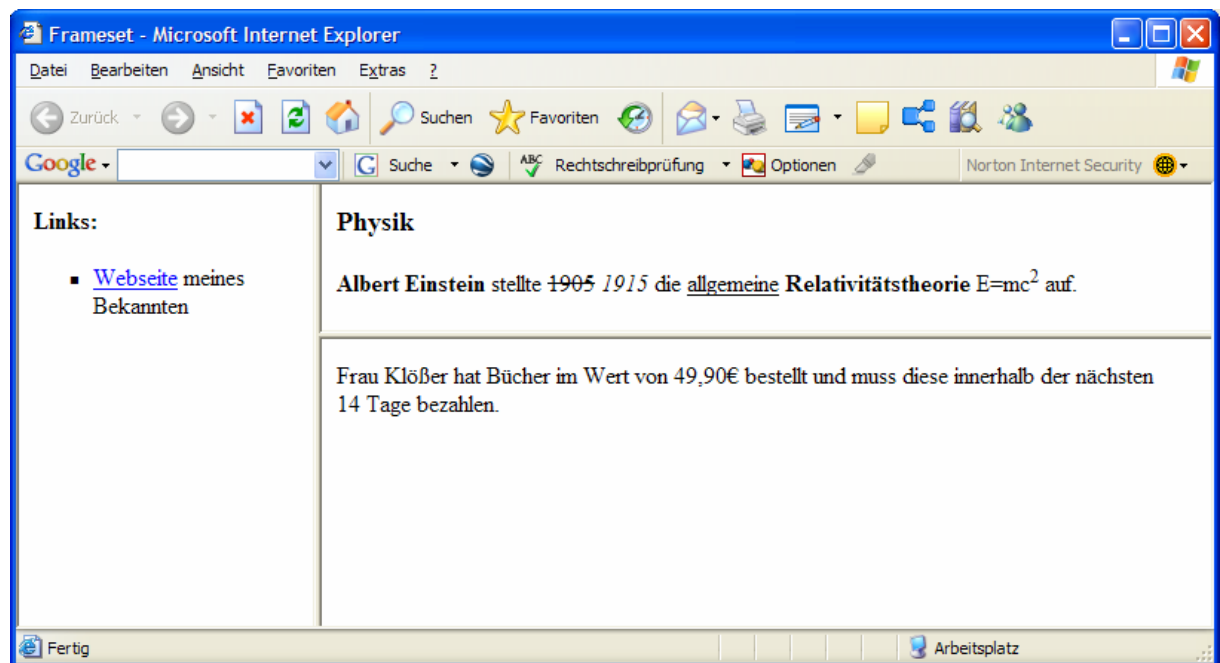 Frameset - Microsoft Internet Explorer
Datei Bearbeiten Ansicht Favoriten Extras ?
Zurück Suchen Favoriten
Google Suche ABC Rechtschreibprüfung Optionen Norton Internet Security
Links:
Webseite meines
Bekannten
Physik
Albert Einstein stellte 1905 1915 die allgemeine Relativitätstheorie E=mc² auf.
Frau Klößer hat Bücher im Wert von 49,90€ bestellt und muss diese innerhalb der nächsten
14 Tage bezahlen.
Fertig Arbeitsplatz